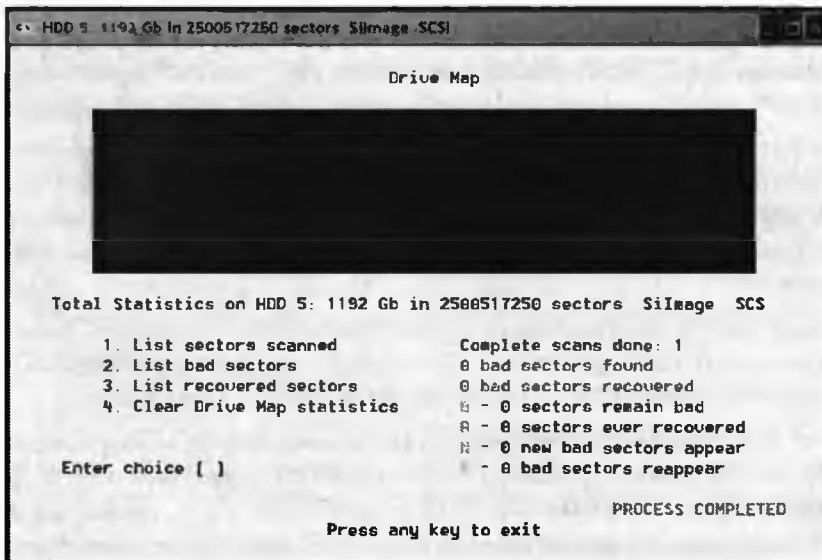 HDD 5: 1192 Gb in 2500517250 sectors SiImage SCSI
Drive Map
Total Statistics on HDD 5: 1192 Gb in 2500517250 sectors SiImage SCS
1. List sectors scanned
2. List bad sectors
3. List recovered sectors
4. Clear Drive Map statistics
Enter choice [ ]
Complete scans done: 1
0 bad sectors found
0 bad sectors recovered
- 0 sectors remain bad
R - 0 sectors ever recovered
N - 0 new bad sectors appear
- 0 bad sectors reappear
PROCESS COMPLETED
Press any key to exit